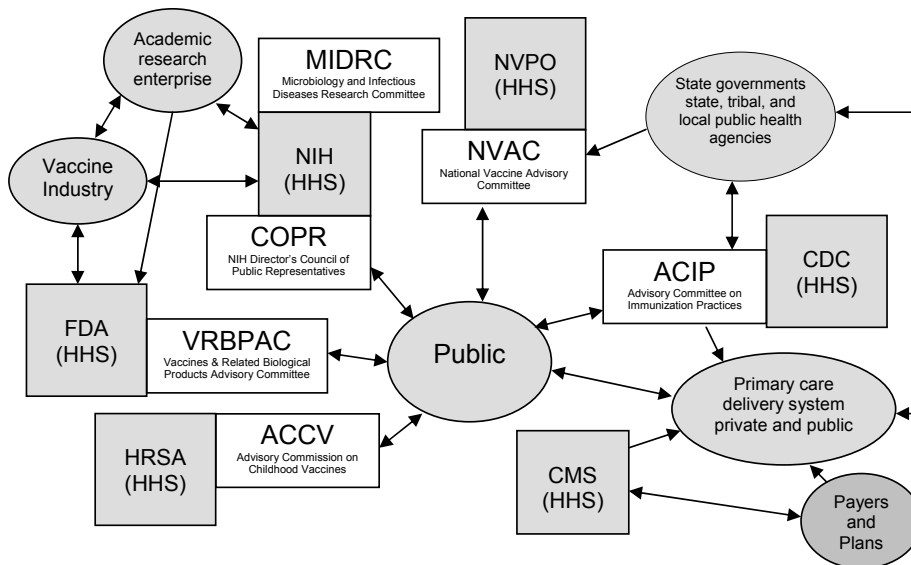 Academic
research
enterprise
MIDRC
Microbiology and Infectious
Diseases Research Committee
NVPO
(HHS)
State governments
state, tribal, and
local public health
agencies
Vaccine
Industry
NIH
(HHS)
NVAC
National Vaccine Advisory
Committee
COPR
NIH Director’s Council of
Public Representatives
ACIP
Advisory Committee on
Immunization Practices
CDC
(HHS)
FDA
(HHS)
VRBPAC
Vaccines & Related Biological
Products Advisory Committee
Public
Primary care
delivery system
private and public
HRSA
(HHS)
ACCV
Advisory Commission on
Childhood Vaccines
CMS
(HHS)
Payers
and
Plans